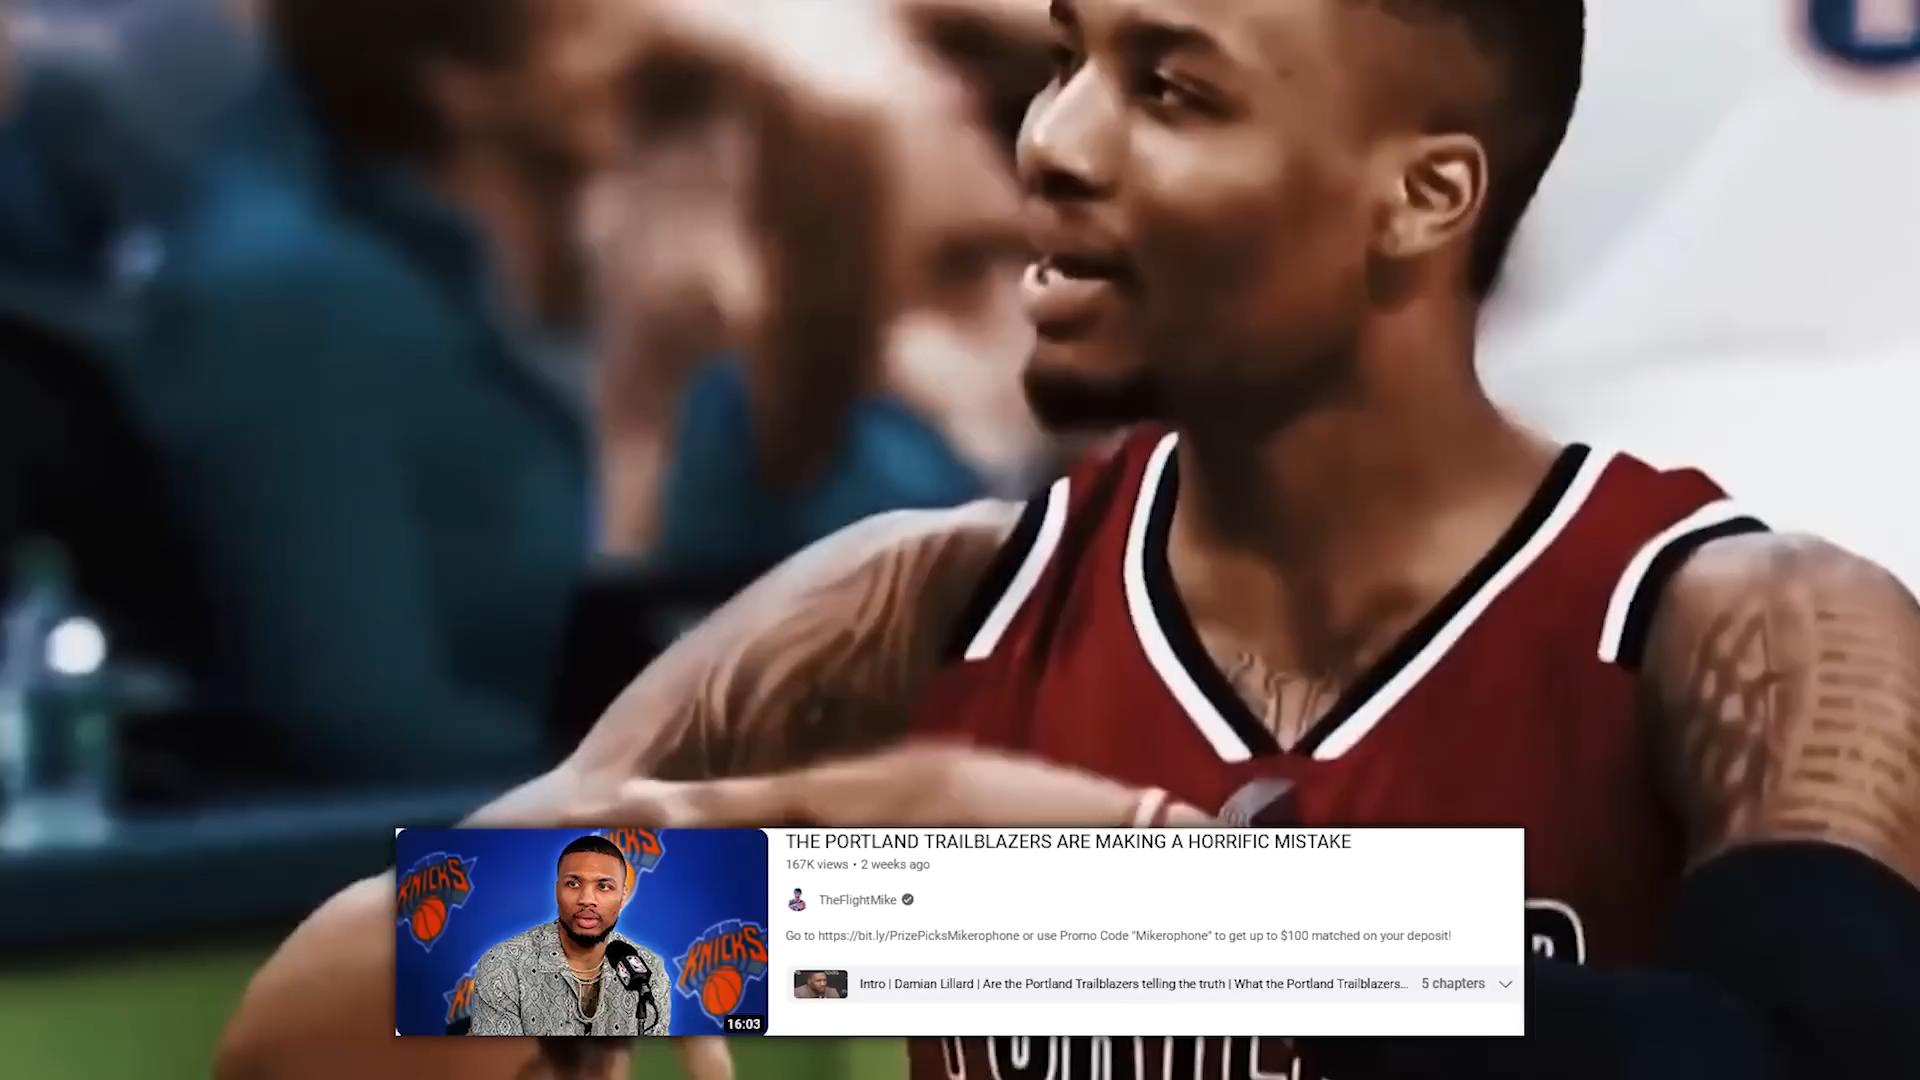 KNICKS
KNICKS
KNICKS
16:03
THE PORTLAND TRAILBLAZERS ARE MAKING A HORRIFIC MISTAKE
167K views • 2 weeks ago
TheFlightMike
Go to https://bit.ly/PrizePicksMikerophone or use Promo Code "Mikerophone" to get up to $100 matched on your deposit!
Intro | Damian Lillard | Are the Portland Trailblazers telling the truth | What the Portland Trailblazers... 5 chapters